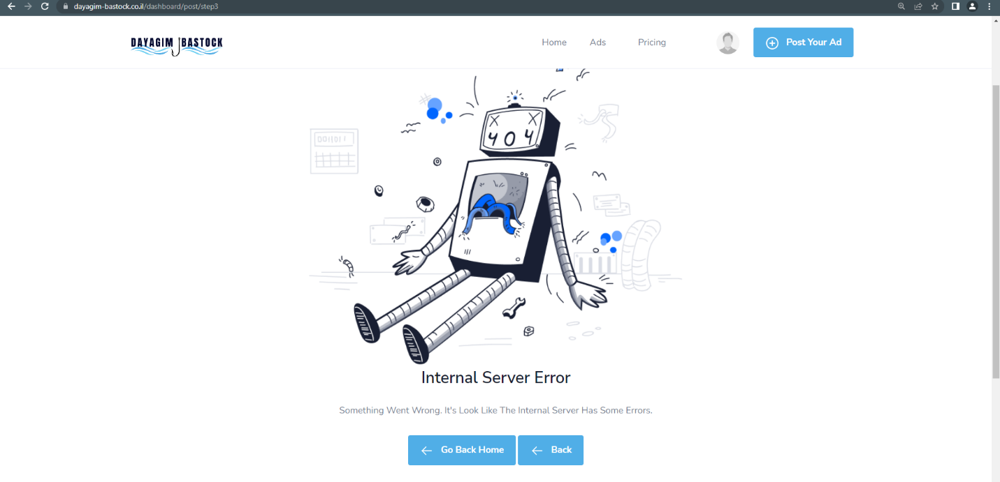 dayagim-bastock.co.il/dashboard/post/step3
DAYAGIM BASTOCK
Home
Ads
Pricing
Post Your Ad
X X
404
Internal Server Error
Something Went Wrong. It's Look Like The Internal Server Has Some Errors.
Go Back Home
Back